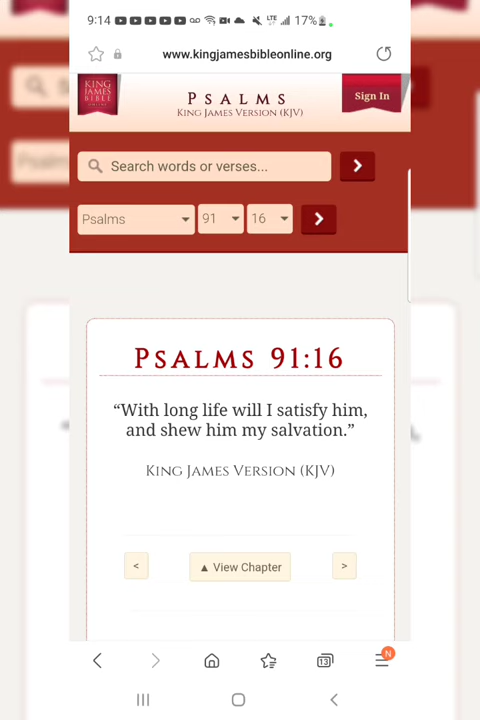 9:14 LTE 17%
www.kingjamesbibleonline.org
KING JAMES BIBLE ONLINE
PSALMS
KING JAMES VERSION (KJV)
Sign In
Search words or verses...
Psalms 91 16
PSALMS 91:16
“With long life will I satisfy him,
and shew him my salvation.”
KING JAMES VERSION (KJV)
< ▲ View Chapter >
13
N